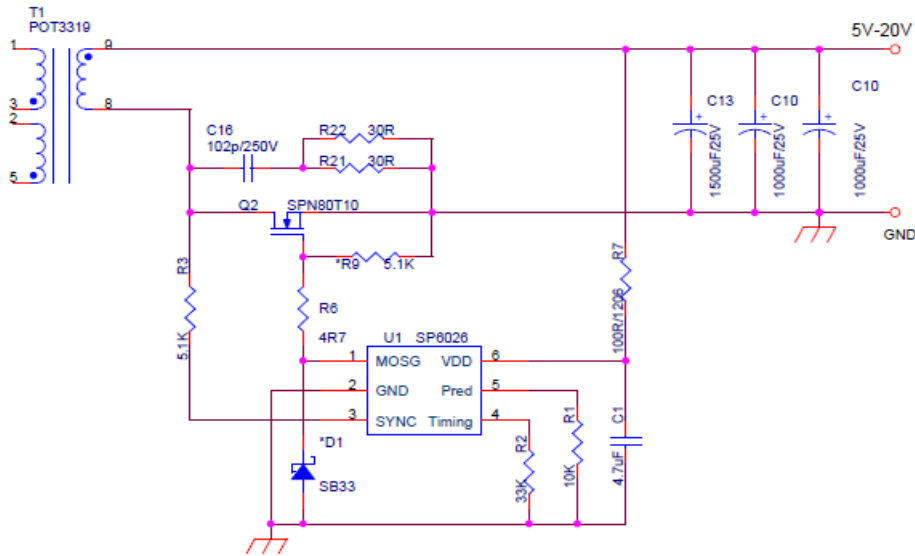 T1
POT3319
1
3
2
5
9
8
5V-20V
C16
102p/250V
R22 30R
R21 30R
C13
1500uF/25V
C10
1000uF/25V
C10
1000uF/25V
Q2
SPN80T10
GND
*R9 5.1K
R3
5.1K
R6
4R7
R7
100R/1206
U1 SP6026
1 MOSG VDD 6
2 GND Pred 5
3 SYNC Timing 4
*D1
SB33
R2
33K
R1
10K
C1
4.7uF